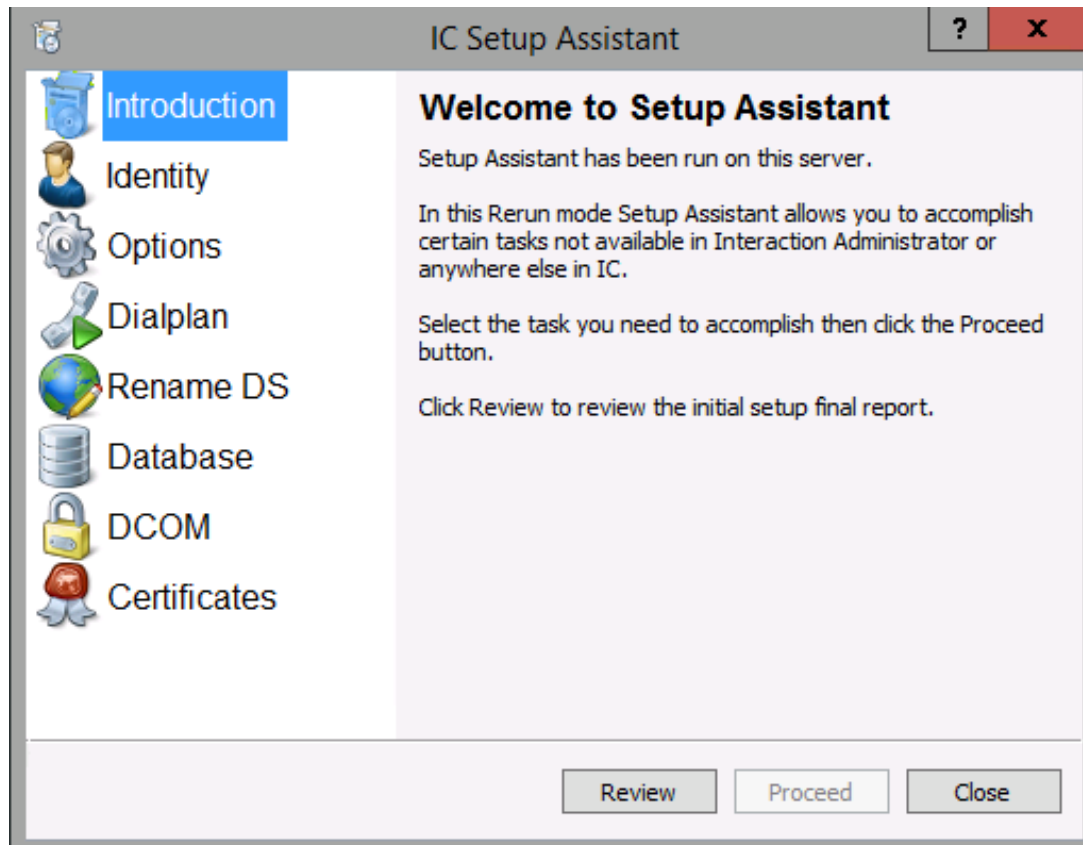 IC Setup Assistant
?
x
Introduction
Identity
Options
Dialplan
Rename DS
Database
DCOM
Certificates
Welcome to Setup Assistant
Setup Assistant has been run on this server.
In this Rerun mode Setup Assistant allows you to accomplish
certain tasks not available in Interaction Administrator or
anywhere else in IC.
Select the task you need to accomplish then click the Proceed
button.
Click Review to review the initial setup final report.
Review
Proceed
Close